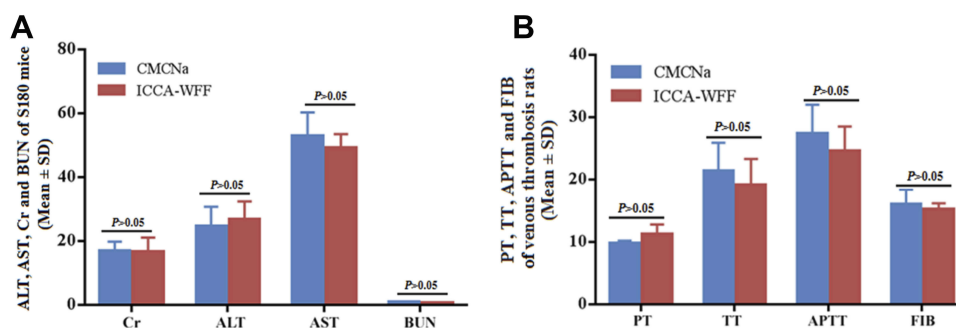 A
ALT, AST, Cr and BUN of S180 mice
(Mean ± SD)
80
60
40
20
0
CMCNa
ICCA-WFF
P>0.05
P>0.05
P>0.05
P>0.05
Cr ALT AST BUN
B
PT, TT, APTT and FIB
of venous thrombosis rats
(Mean ± SD)
40
30
20
10
0
CMCNa
ICCA-WFF
P>0.05
P>0.05
P>0.05
P>0.05
PT TT APTT FIB